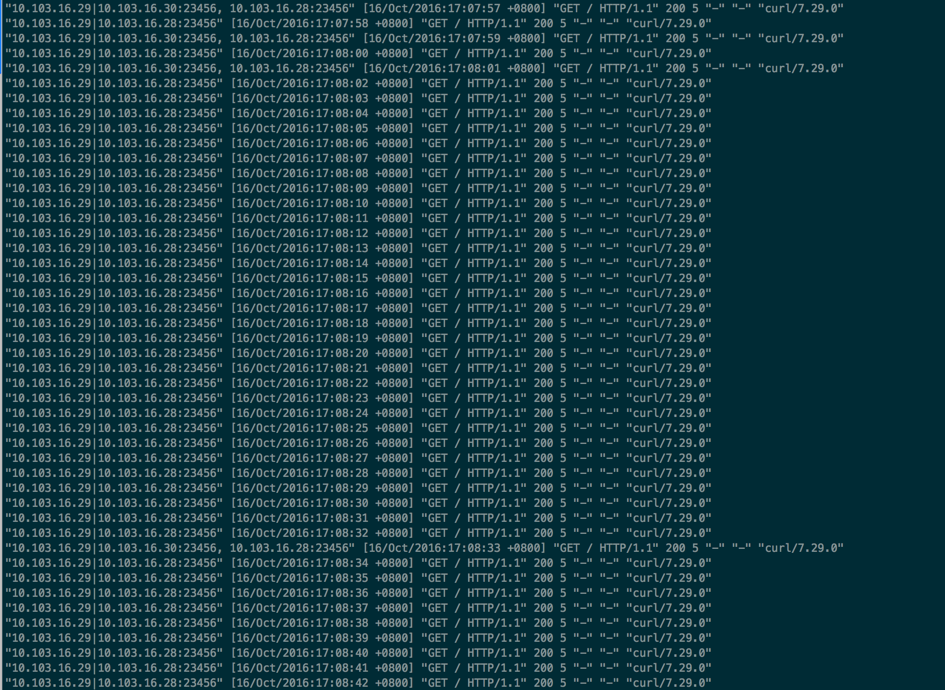 "10.103.16.29|10.103.16.30:23456, 10.103.16.28:23456" [16/Oct/2016:17:07:57 +0800] "GET / HTTP/1.1" 200 5 "-" "-" "curl/7.29.0"
"10.103.16.29|10.103.16.28:23456" [16/Oct/2016:17:07:58 +0800] "GET / HTTP/1.1" 200 5 "-" "-" "curl/7.29.0"
"10.103.16.29|10.103.16.30:23456, 10.103.16.28:23456" [16/Oct/2016:17:07:59 +0800] "GET / HTTP/1.1" 200 5 "-" "-" "curl/7.29.0"
"10.103.16.29|10.103.16.28:23456" [16/Oct/2016:17:08:00 +0800] "GET / HTTP/1.1" 200 5 "-" "-" "curl/7.29.0"
"10.103.16.29|10.103.16.30:23456, 10.103.16.28:23456" [16/Oct/2016:17:08:01 +0800] "GET / HTTP/1.1" 200 5 "-" "-" "curl/7.29.0"
"10.103.16.29|10.103.16.28:23456" [16/Oct/2016:17:08:02 +0800] "GET / HTTP/1.1" 200 5 "-" "-" "curl/7.29.0"
"10.103.16.29|10.103.16.28:23456" [16/Oct/2016:17:08:03 +0800] "GET / HTTP/1.1" 200 5 "-" "-" "curl/7.29.0"
"10.103.16.29|10.103.16.28:23456" [16/Oct/2016:17:08:04 +0800] "GET / HTTP/1.1" 200 5 "-" "-" "curl/7.29.0"
"10.103.16.29|10.103.16.28:23456" [16/Oct/2016:17:08:05 +0800] "GET / HTTP/1.1" 200 5 "-" "-" "curl/7.29.0"
"10.103.16.29|10.103.16.28:23456" [16/Oct/2016:17:08:06 +0800] "GET / HTTP/1.1" 200 5 "-" "-" "curl/7.29.0"
"10.103.16.29|10.103.16.28:23456" [16/Oct/2016:17:08:07 +0800] "GET / HTTP/1.1" 200 5 "-" "-" "curl/7.29.0"
"10.103.16.29|10.103.16.28:23456" [16/Oct/2016:17:08:08 +0800] "GET / HTTP/1.1" 200 5 "-" "-" "curl/7.29.0"
"10.103.16.29|10.103.16.28:23456" [16/Oct/2016:17:08:09 +0800] "GET / HTTP/1.1" 200 5 "-" "-" "curl/7.29.0"
"10.103.16.29|10.103.16.28:23456" [16/Oct/2016:17:08:10 +0800] "GET / HTTP/1.1" 200 5 "-" "-" "curl/7.29.0"
"10.103.16.29|10.103.16.28:23456" [16/Oct/2016:17:08:11 +0800] "GET / HTTP/1.1" 200 5 "-" "-" "curl/7.29.0"
"10.103.16.29|10.103.16.28:23456" [16/Oct/2016:17:08:12 +0800] "GET / HTTP/1.1" 200 5 "-" "-" "curl/7.29.0"
"10.103.16.29|10.103.16.28:23456" [16/Oct/2016:17:08:13 +0800] "GET / HTTP/1.1" 200 5 "-" "-" "curl/7.29.0"
"10.103.16.29|10.103.16.28:23456" [16/Oct/2016:17:08:14 +0800] "GET / HTTP/1.1" 200 5 "-" "-" "curl/7.29.0"
"10.103.16.29|10.103.16.28:23456" [16/Oct/2016:17:08:15 +0800] "GET / HTTP/1.1" 200 5 "-" "-" "curl/7.29.0"
"10.103.16.29|10.103.16.28:23456" [16/Oct/2016:17:08:16 +0800] "GET / HTTP/1.1" 200 5 "-" "-" "curl/7.29.0"
"10.103.16.29|10.103.16.28:23456" [16/Oct/2016:17:08:17 +0800] "GET / HTTP/1.1" 200 5 "-" "-" "curl/7.29.0"
"10.103.16.29|10.103.16.28:23456" [16/Oct/2016:17:08:18 +0800] "GET / HTTP/1.1" 200 5 "-" "-" "curl/7.29.0"
"10.103.16.29|10.103.16.28:23456" [16/Oct/2016:17:08:19 +0800] "GET / HTTP/1.1" 200 5 "-" "-" "curl/7.29.0"
"10.103.16.29|10.103.16.28:23456" [16/Oct/2016:17:08:20 +0800] "GET / HTTP/1.1" 200 5 "-" "-" "curl/7.29.0"
"10.103.16.29|10.103.16.28:23456" [16/Oct/2016:17:08:21 +0800] "GET / HTTP/1.1" 200 5 "-" "-" "curl/7.29.0"
"10.103.16.29|10.103.16.28:23456" [16/Oct/2016:17:08:22 +0800] "GET / HTTP/1.1" 200 5 "-" "-" "curl/7.29.0"
"10.103.16.29|10.103.16.28:23456" [16/Oct/2016:17:08:23 +0800] "GET / HTTP/1.1" 200 5 "-" "-" "curl/7.29.0"
"10.103.16.29|10.103.16.28:23456" [16/Oct/2016:17:08:24 +0800] "GET / HTTP/1.1" 200 5 "-" "-" "curl/7.29.0"
"10.103.16.29|10.103.16.28:23456" [16/Oct/2016:17:08:25 +0800] "GET / HTTP/1.1" 200 5 "-" "-" "curl/7.29.0"
"10.103.16.29|10.103.16.28:23456" [16/Oct/2016:17:08:26 +0800] "GET / HTTP/1.1" 200 5 "-" "-" "curl/7.29.0"
"10.103.16.29|10.103.16.28:23456" [16/Oct/2016:17:08:27 +0800] "GET / HTTP/1.1" 200 5 "-" "-" "curl/7.29.0"
"10.103.16.29|10.103.16.28:23456" [16/Oct/2016:17:08:28 +0800] "GET / HTTP/1.1" 200 5 "-" "-" "curl/7.29.0"
"10.103.16.29|10.103.16.28:23456" [16/Oct/2016:17:08:29 +0800] "GET / HTTP/1.1" 200 5 "-" "-" "curl/7.29.0"
"10.103.16.29|10.103.16.28:23456" [16/Oct/2016:17:08:30 +0800] "GET / HTTP/1.1" 200 5 "-" "-" "curl/7.29.0"
"10.103.16.29|10.103.16.28:23456" [16/Oct/2016:17:08:31 +0800] "GET / HTTP/1.1" 200 5 "-" "-" "curl/7.29.0"
"10.103.16.29|10.103.16.28:23456" [16/Oct/2016:17:08:32 +0800] "GET / HTTP/1.1" 200 5 "-" "-" "curl/7.29.0"
"10.103.16.29|10.103.16.30:23456, 10.103.16.28:23456" [16/Oct/2016:17:08:33 +0800] "GET / HTTP/1.1" 200 5 "-" "-" "curl/7.29.0"
"10.103.16.29|10.103.16.28:23456" [16/Oct/2016:17:08:34 +0800] "GET / HTTP/1.1" 200 5 "-" "-" "curl/7.29.0"
"10.103.16.29|10.103.16.28:23456" [16/Oct/2016:17:08:35 +0800] "GET / HTTP/1.1" 200 5 "-" "-" "curl/7.29.0"
"10.103.16.29|10.103.16.28:23456" [16/Oct/2016:17:08:36 +0800] "GET / HTTP/1.1" 200 5 "-" "-" "curl/7.29.0"
"10.103.16.29|10.103.16.28:23456" [16/Oct/2016:17:08:37 +0800] "GET / HTTP/1.1" 200 5 "-" "-" "curl/7.29.0"
"10.103.16.29|10.103.16.28:23456" [16/Oct/2016:17:08:38 +0800] "GET / HTTP/1.1" 200 5 "-" "-" "curl/7.29.0"
"10.103.16.29|10.103.16.28:23456" [16/Oct/2016:17:08:39 +0800] "GET / HTTP/1.1" 200 5 "-" "-" "curl/7.29.0"
"10.103.16.29|10.103.16.28:23456" [16/Oct/2016:17:08:40 +0800] "GET / HTTP/1.1" 200 5 "-" "-" "curl/7.29.0"
"10.103.16.29|10.103.16.28:23456" [16/Oct/2016:17:08:41 +0800] "GET / HTTP/1.1" 200 5 "-" "-" "curl/7.29.0"
"10.103.16.29|10.103.16.28:23456" [16/Oct/2016:17:08:42 +0800] "GET / HTTP/1.1" 200 5 "-" "-" "curl/7.29.0"